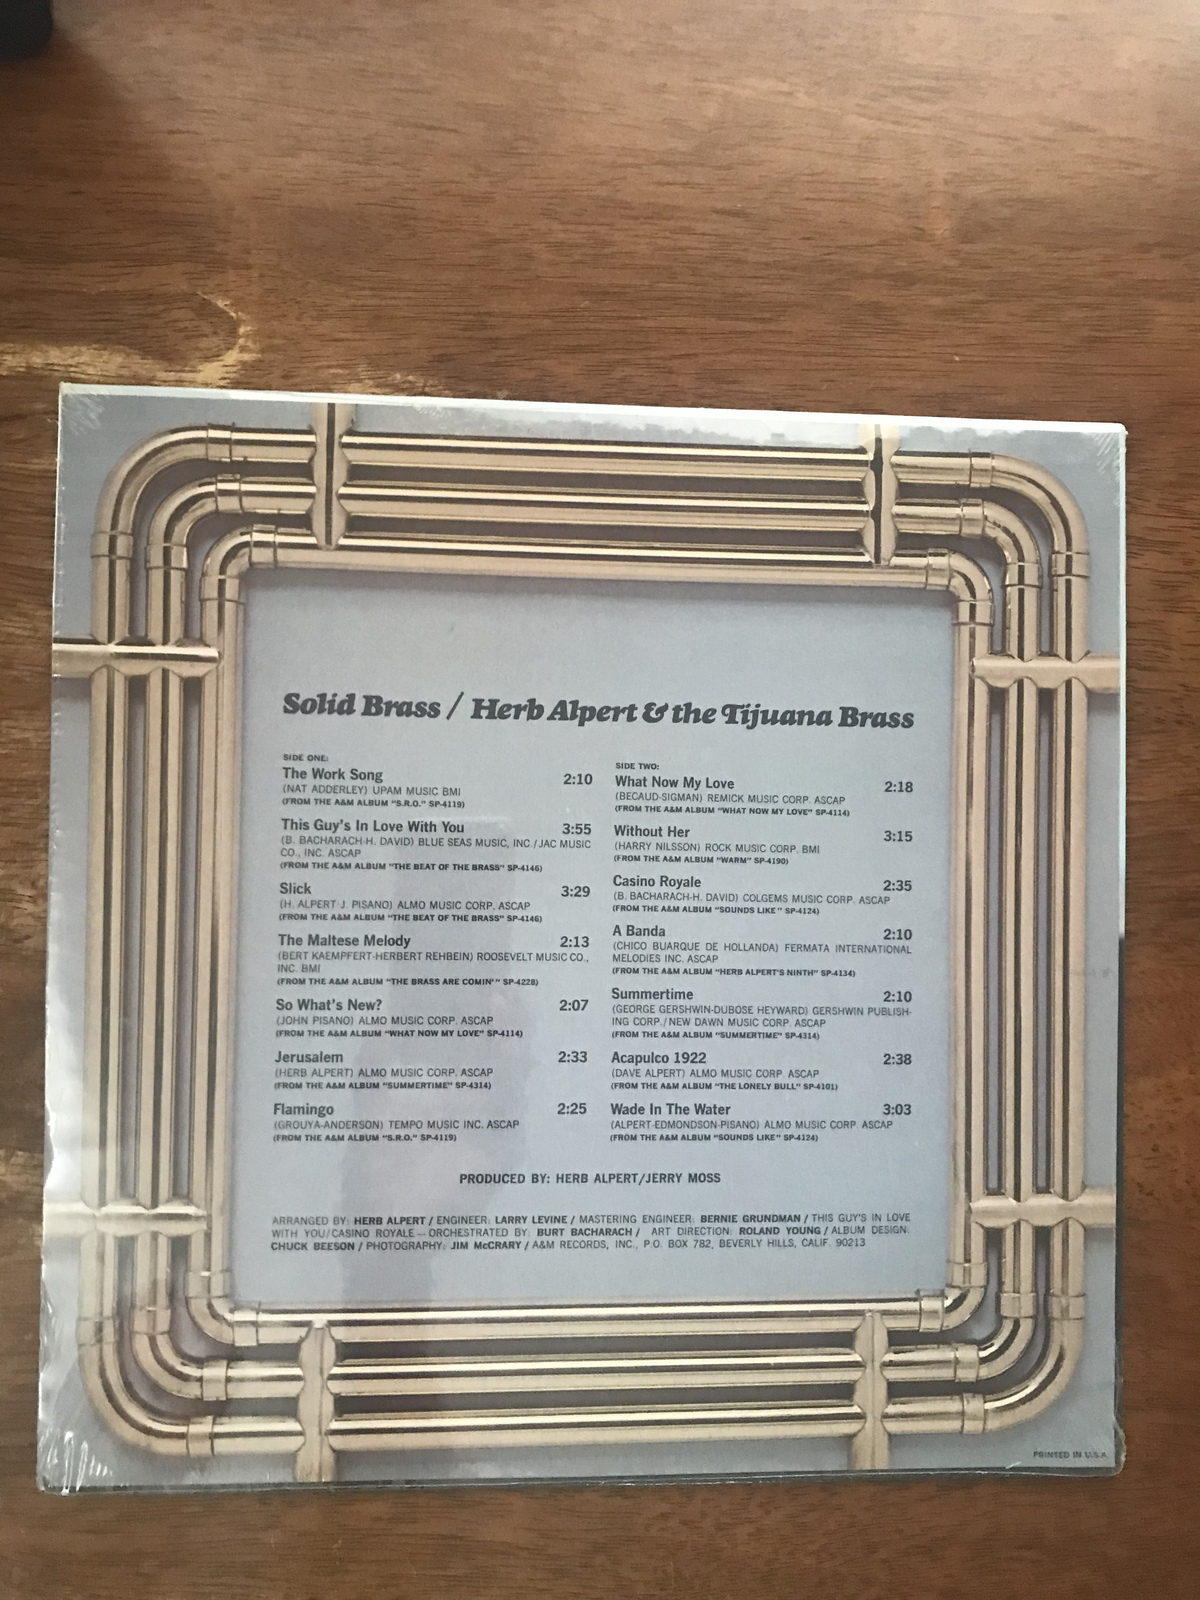 Solid Brass / Herb Alpert & the Tijuana Brass
SIDE ONE:
The Work Song 2:10
(NAT ADDERLEY) UPAM MUSIC BMI
(FROM THE A&M ALBUM "S.R.O." SP-4119)
This Guy's In Love With You 3:55
(B. BACHARACH-H. DAVID) BLUE SEAS MUSIC, INC./JAC MUSIC
CO., INC. ASCAP
(FROM THE A&M ALBUM "THE BEAT OF THE BRASS" SP-4146)
Slick 3:29
(H. ALPERT-J. PISANO) ALMO MUSIC CORP. ASCAP
(FROM THE A&M ALBUM "THE BEAT OF THE BRASS" SP-4146)
The Maltese Melody 2:13
(BERT KAEMPFERT-HERBERT REHBEIN) ROOSEVELT MUSIC CO.,
INC. BMI
(FROM THE A&M ALBUM "THE BRASS ARE COMIN'" SP-4228)
So What's New? 2:07
(JOHN PISANO) ALMO MUSIC CORP. ASCAP
(FROM THE A&M ALBUM "WHAT NOW MY LOVE" SP-4114)
Jerusalem 2:33
(HERB ALPERT) ALMO MUSIC CORP. ASCAP
(FROM THE A&M ALBUM "SUMMERTIME" SP-4314)
Flamingo 2:25
(GROUYA-ANDERSON) TEMPO MUSIC INC. ASCAP
(FROM THE A&M ALBUM "S.R.O." SP-4119)
SIDE TWO:
What Now My Love 2:18
(BECAUD-SIGMAN) REMICK MUSIC CORP. ASCAP
(FROM THE A&M ALBUM "WHAT NOW MY LOVE" SP-4114)
Without Her 3:15
(HARRY NILSSON) ROCK MUSIC CORP. BMI
(FROM THE A&M ALBUM "WARM" SP-4190)
Casino Royale 2:35
(B. BACHARACH-H. DAVID) COLGEMS MUSIC CORP. ASCAP
(FROM THE A&M ALBUM "SOUNDS LIKE" SP-4124)
A Banda 2:10
(CHICO BUARQUE DE HOLLANDA) FERMATA INTERNATIONAL
MELODIES INC. ASCAP
(FROM THE A&M ALBUM "HERB ALPERT'S NINTH" SP-4134)
Summertime 2:10
(GEORGE GERSHWIN-DUBOSE HEYWARD) GERSHWIN PUBLISH-
ING CORP./NEW DAWN MUSIC CORP. ASCAP
(FROM THE A&M ALBUM "SUMMERTIME" SP-4314)
Acapulco 1922 2:38
(DAVE ALPERT) ALMO MUSIC CORP. ASCAP
(FROM THE A&M ALBUM "THE LONELY BULL" SP-4101)
Wade In The Water 3:03
(ALPERT-EDMONDSON-PISANO) ALMO MUSIC CORP. ASCAP
(FROM THE A&M ALBUM "SOUNDS LIKE" SP-4124)
PRODUCED BY: HERB ALPERT/JERRY MOSS
ARRANGED BY: HERB ALPERT / ENGINEER: LARRY LEVINE / MASTERING ENGINEER: BERNIE GRUNDMAN / THIS GUY'S IN LOVE
WITH YOU/CASINO ROYALE — ORCHESTRATED BY: BURT BACHARACH / ART DIRECTION: ROLAND YOUNG / ALBUM DESIGN:
CHUCK BEESON / PHOTOGRAPHY: JIM McCRARY / A&M RECORDS, INC., P.O. BOX 782, BEVERLY HILLS, CALIF. 90213
PRINTED IN U.S.A.